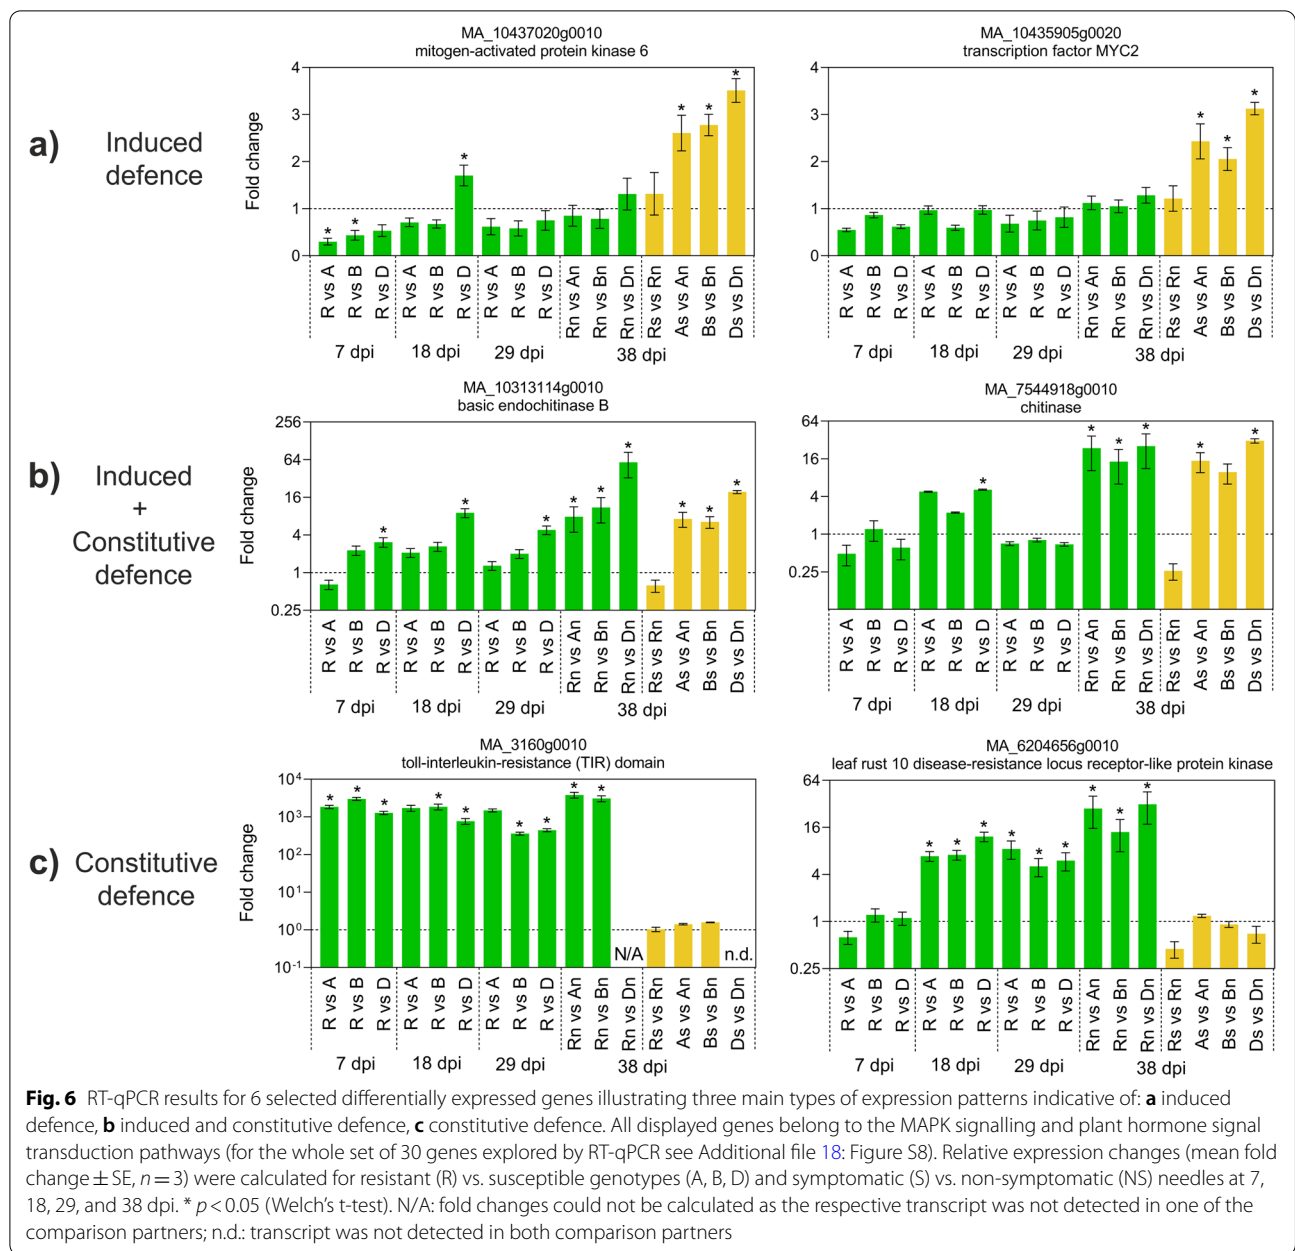 MA_10437020g0010
mitogen-activated protein kinase 6
MA_10435905g0020
transcription factor MYC2
a) Induced
defence
Fold change
4
3
2
1
0
* * * * * *
R vs A
R vs B
R vs D
R vs A
R vs B
R vs D
R vs A
R vs B
R vs D
Rn vs An
Rn vs Bn
Rn vs Dn
Rs vs Rn
As vs An
Bs vs Bn
Ds vs Dn
7 dpi
18 dpi
29 dpi
38 dpi
4
3
2
1
0
* * *
R vs A
R vs B
R vs D
R vs A
R vs B
R vs D
R vs A
R vs B
R vs D
Rn vs An
Rn vs Bn
Rn vs Dn
Rs vs Rn
As vs An
Bs vs Bn
Ds vs Dn
7 dpi
18 dpi
29 dpi
38 dpi
MA_10313114g0010
basic endochitinase B
MA_7544918g0010
chitinase
b) Induced
+
Constitutive
defence
Fold change
256
64
16
4
1
0.25
* * * * * * * * *
R vs A
R vs B
R vs D
R vs A
R vs B
R vs D
R vs A
R vs B
R vs D
Rn vs An
Rn vs Bn
Rn vs Dn
Rs vs Rn
As vs An
Bs vs Bn
Ds vs Dn
7 dpi
18 dpi
29 dpi
38 dpi
64
16
4
1
0.25
* * * * * *
R vs A
R vs B
R vs D
R vs A
R vs B
R vs D
R vs A
R vs B
R vs D
Rn vs An
Rn vs Bn
Rn vs Dn
Rs vs Rn
As vs An
Bs vs Bn
Ds vs Dn
7 dpi
18 dpi
29 dpi
38 dpi
MA_3160g0010
toll-interleukin-resistance (TIR) domain
MA_6204656g0010
leaf rust 10 disease-resistance locus receptor-like protein kinase
c) Constitutive
defence
Fold change
10⁴
10³
10²
10¹
10⁰
10⁻¹
* * * * * * * * *
N/A
n.d.
R vs A
R vs B
R vs D
R vs A
R vs B
R vs D
R vs A
R vs B
R vs D
Rn vs An
Rn vs Bn
Rn vs Dn
Rs vs Rn
As vs An
Bs vs Bn
Ds vs Dn
7 dpi
18 dpi
29 dpi
38 dpi
64
16
4
1
0.25
* * * * * * * * *
R vs A
R vs B
R vs D
R vs A
R vs B
R vs D
R vs A
R vs B
R vs D
Rn vs An
Rn vs Bn
Rn vs Dn
Rs vs Rn
As vs An
Bs vs Bn
Ds vs Dn
7 dpi
18 dpi
29 dpi
38 dpi
Fig. 6 RT-qPCR results for 6 selected differentially expressed genes illustrating three main types of expression patterns indicative of: a induced
defence, b induced and constitutive defence, c constitutive defence. All displayed genes belong to the MAPK signalling and plant hormone signal
transduction pathways (for the whole set of 30 genes explored by RT-qPCR see Additional file 18: Figure S8). Relative expression changes (mean fold
change ± SE, n = 3) were calculated for resistant (R) vs. susceptible genotypes (A, B, D) and symptomatic (S) vs. non-symptomatic (NS) needles at 7,
18, 29, and 38 dpi. * p < 0.05 (Welch's t-test). N/A: fold changes could not be calculated as the respective transcript was not detected in one of the
comparison partners; n.d.: transcript was not detected in both comparison partners